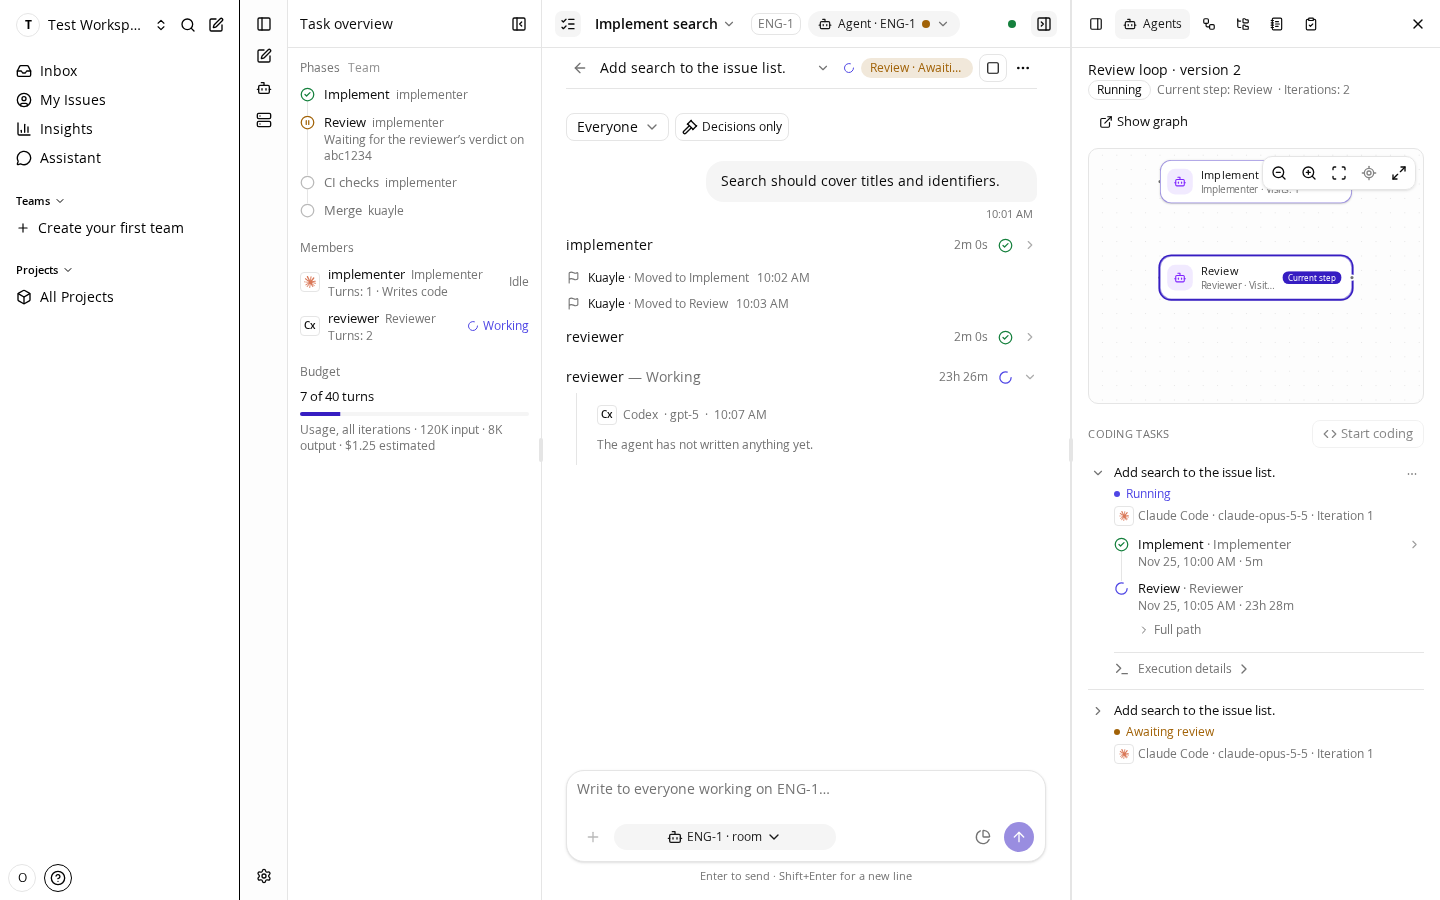 T Test Worksp...
Inbox
My Issues
Insights
Assistant
Teams
Create your first team
Projects
All Projects
O
Task overview
Phases Team
Implement implementer
Review implementer
Waiting for the reviewer's verdict on
abc1234
CI checks implementer
Merge kuayle
Members
implementer Implementer
Turns: 1 · Writes code
Idle
Cx reviewer Reviewer
Turns: 2
Working
Budget
7 of 40 turns
Usage, all iterations · 120K input · 8K
output · $1.25 estimated
Implement search ENG-1 Agent · ENG-1
Add search to the issue list. Review · Awaiti...
Everyone Decisions only
Search should cover titles and identifiers.
10:01 AM
implementer 2m 0s
Kuayle · Moved to Implement 10:02 AM
Kuayle · Moved to Review 10:03 AM
reviewer 2m 0s
reviewer — Working 23h 26m
Cx Codex · gpt-5 · 10:07 AM
The agent has not written anything yet.
Write to everyone working on ENG-1...
ENG-1 · room
Enter to send · Shift+Enter for a new line
Agents
Review loop · version 2
Running Current step: Review · Iterations: 2
Show graph
Implement
Implementer · Visits: 1
Review
Reviewer · Visit...
Current step
CODING TASKS
Start coding
Add search to the issue list. ...
Running
Claude Code · claude-opus-5-5 · Iteration 1
Implement · Implementer
Nov 25, 10:00 AM · 5m
Review · Reviewer
Nov 25, 10:05 AM · 23h 28m
Full path
Execution details
Add search to the issue list.
Awaiting review
Claude Code · claude-opus-5-5 · Iteration 1